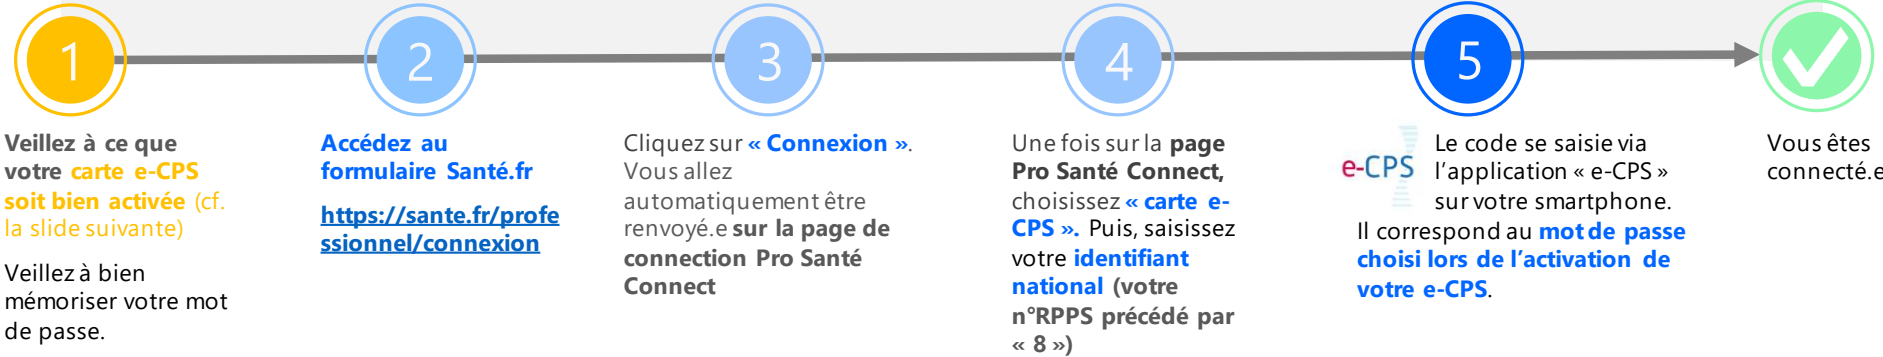 1
Veillez à ce que
votre carte e-CPS
soit bien activée (cf.
la slide suivante)
Veillez à bien
mémoriser votre mot
de passe.
2
Accédez au
formulaire Santé.fr
https://sante.fr/profe
ssionnel/connexion
3
Cliquez sur « Connexion ».
Vous allez
automatiquement être
renvoyé.e sur la page de
connection Pro Santé
Connect
4
Une fois sur la page
Pro Santé Connect,
choisissez « carte e-
CPS ». Puis, saisissez
votre identifiant
national (votre
n°RPPS précédé par
« 8 »)
5
e-CPS
Le code se saisie via
l’application « e-CPS »
sur votre smartphone.
Il correspond au mot de passe
choisi lors de l’activation de
votre e-CPS.
Vous êtes
connecté.e